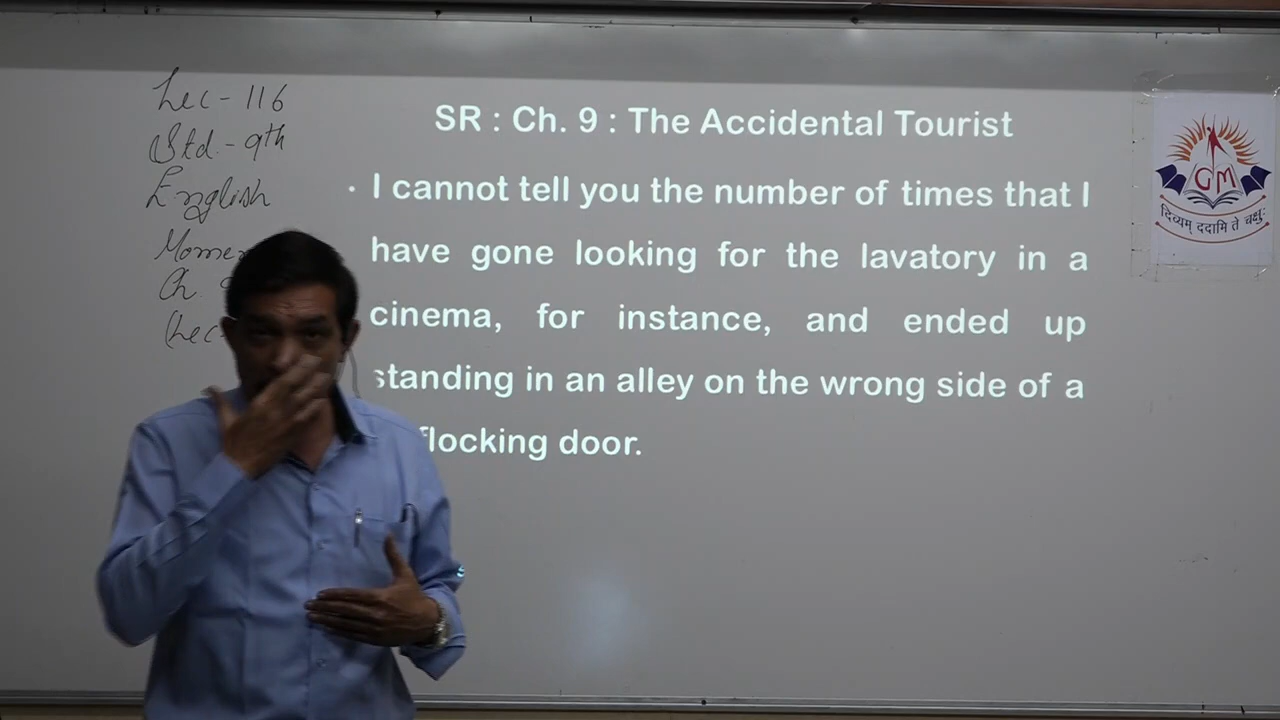 Lec - 116
Std. - 9th
English
Ch.
SR : Ch. 9 : The Accidental Tourist
• I cannot tell you the number of times that I
have gone looking for the lavatory in a
cinema, for instance, and ended up
standing in an alley on the wrong side of a
door.
GM
दिव्यम् ददामि ते चक्षुः